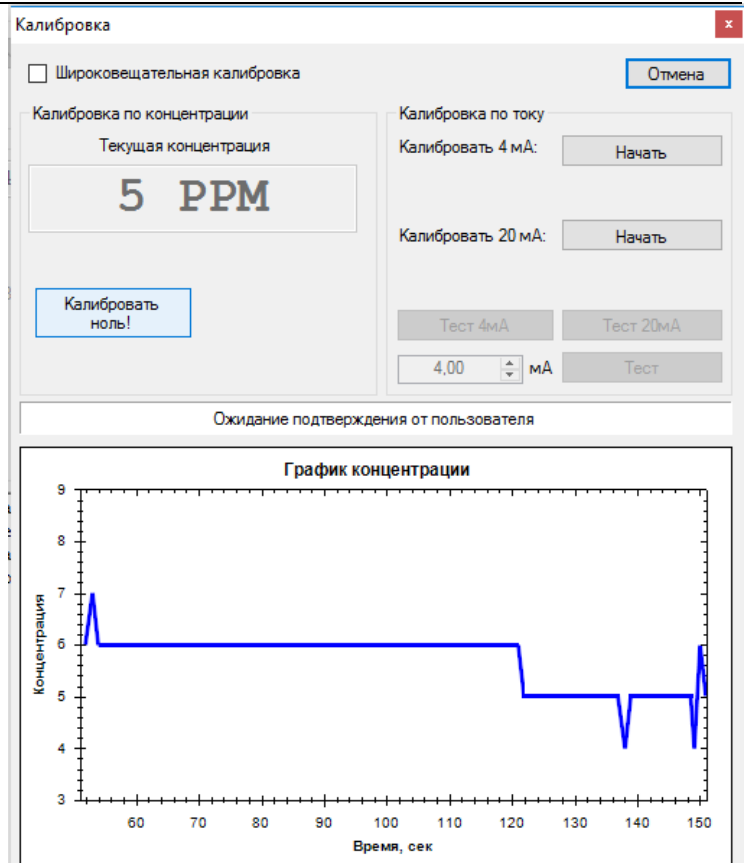 Калибровка
x
Широковещательная калибровка
Отмена
Калибровка по концентрации
Текущая концентрация
5 PPM
Калибровать
ноль!
Калибровка по току
Калибровать 4 мА:
Начать
Калибровать 20 мА:
Начать
Тест 4мА
Тест 20мА
4,00
мА
Тест
Ожидание подтверждения от пользователя
График концентрации
Концентрация
9
8
7
6
5
4
3
60 70 80 90 100 110 120 130 140 150
Время, сек